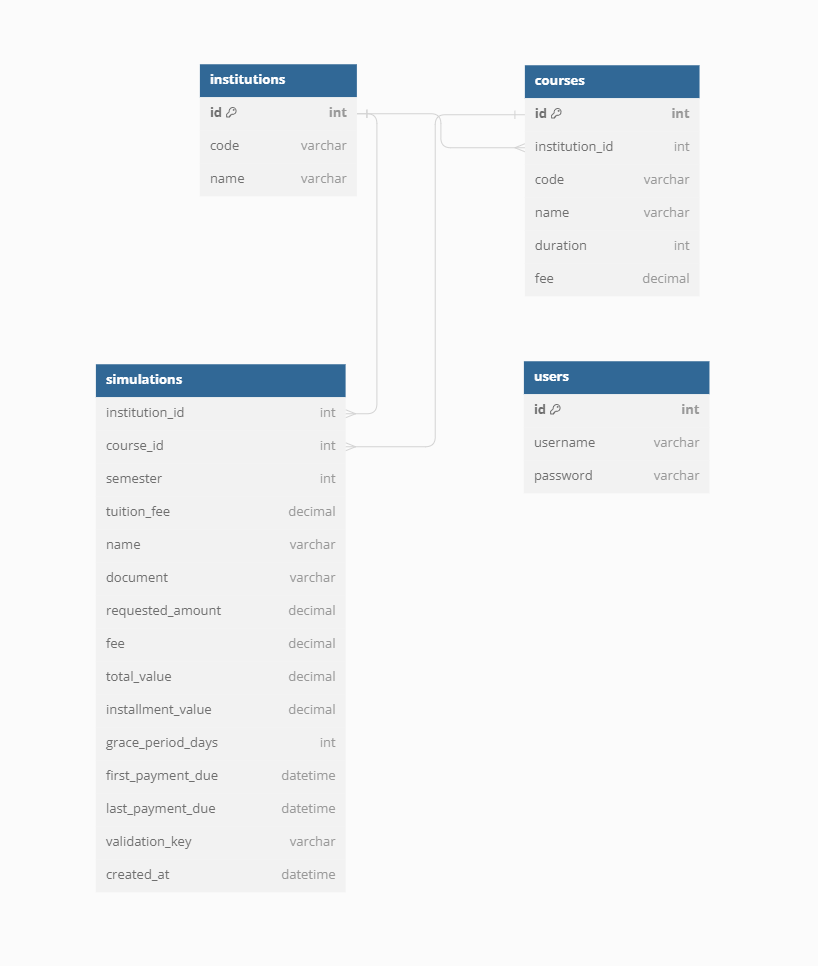 institutions
id int
code varchar
name varchar
courses
id int
institution_id int
code varchar
name varchar
duration int
fee decimal
simulations
institution_id int
course_id int
semester int
tuition_fee decimal
name varchar
document varchar
requested_amount decimal
fee decimal
total_value decimal
installment_value decimal
grace_period_days int
first_payment_due datetime
last_payment_due datetime
validation_key varchar
created_at datetime
users
id int
username varchar
password varchar